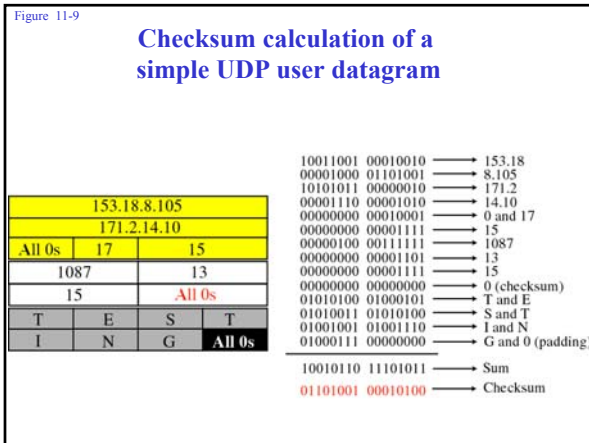 Figure 11-9
Checksum calculation of a
simple UDP user datagram
153.18.8.105
171.2.14.10
All 0s 17 15
1087 13
15 All 0s
T E S T
I N G All 0s
10011001 00010010 → 153.18
00001000 01101001 → 8.105
10101011 00000010 → 171.2
00001110 00001010 → 14.10
00000000 00010001 → 0 and 17
00000000 00001111 → 15
00000100 00111111 → 1087
00000000 00001101 → 13
00000000 00001111 → 15
00000000 00000000 → 0 (checksum)
01010100 01000101 → T and E
01010011 01010100 → S and T
01001001 01001110 → I and N
01000111 00000000 → G and 0 (padding)
10010110 11101011 → Sum
01101001 00010100 → Checksum